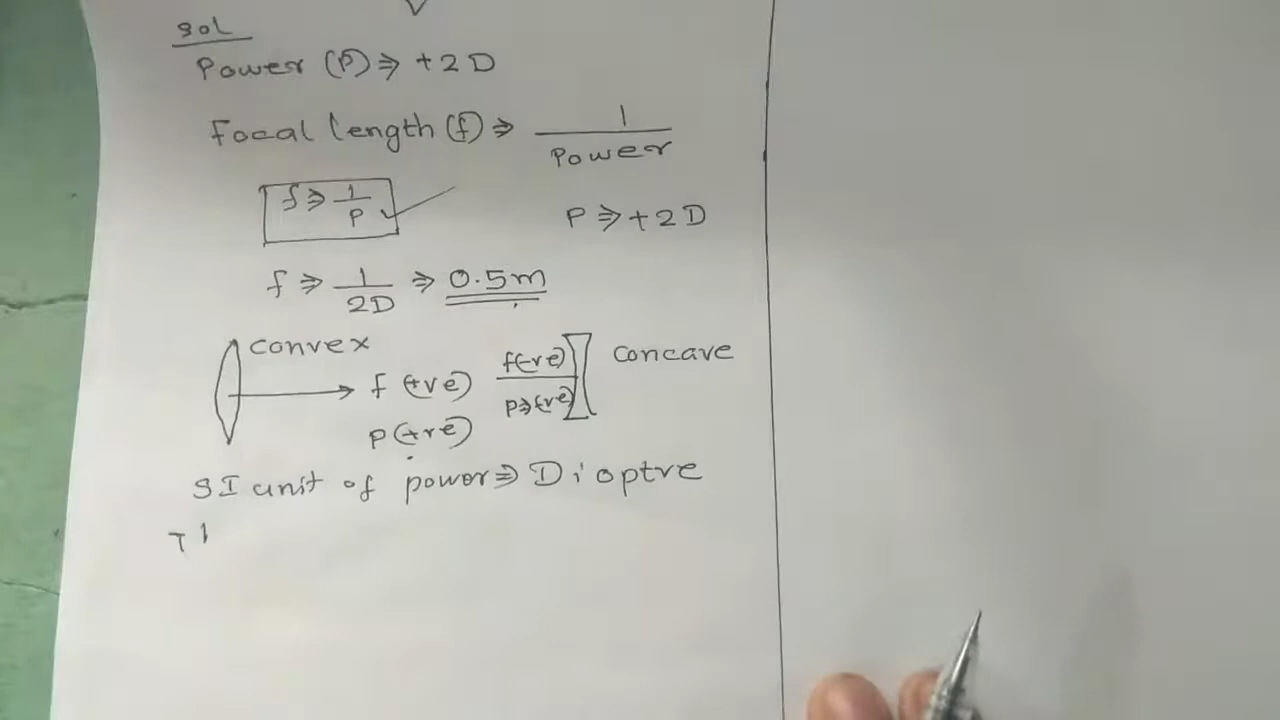 Sol
Power (P) ⇒ +2D
Focal length (f) ⇒ 1/Power
f ⇒ 1/P
P ⇒ +2D
f ⇒ 1/2D ⇒ 0.5m
convex
f (+ve)
P (+ve)
f(-ve)
P⇒(-ve)
concave
SI unit of power ⇒ Dioptre